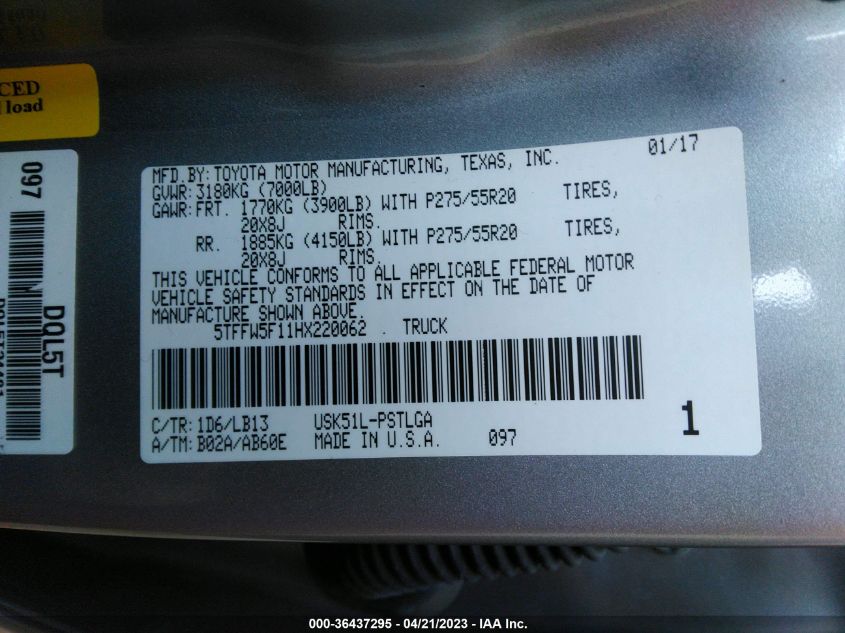 CED
load
097
DQL5T
MFD.BY:TOYOTA MOTOR MANUFACTURING, TEXAS, INC. 01/17
GVWR:3180KG (7000LB)
GAWR:FRT. 1770KG (3900LB) WITH P275/55R20 TIRES,
20X8J RIMS.
RR. 1885KG (4150LB) WITH P275/55R20 TIRES,
20X8J RIMS.
THIS VEHICLE CONFORMS TO ALL APPLICABLE FEDERAL MOTOR
VEHICLE SAFETY STANDARDS IN EFFECT ON THE DATE OF
MANUFACTURE SHOWN ABOVE.
5TFFW5F11HX220062 . TRUCK
C/TR:1D6/LB13 USK51L-PSTLGA
A/TM:B02A/AB60E MADE IN U.S.A. 097
1
000-36437295 - 04/21/2023 - IAA Inc.